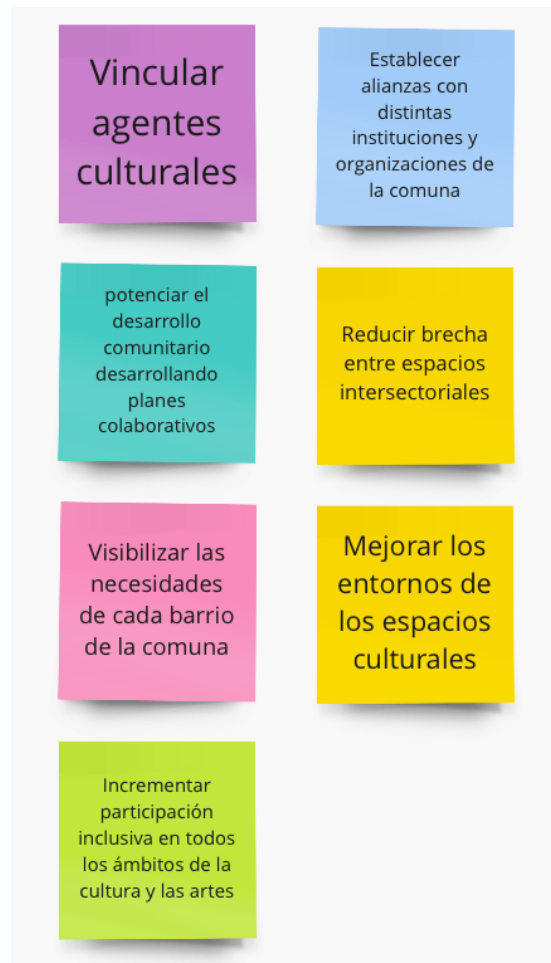 Vincular
agentes
culturales
Establecer
alianzas con
distintas
instituciones y
organizaciones de
la comuna
potenciar el
desarrollo
comunitario
desarrollando
planes
colaborativos
Reducir brecha
entre espacios
intersectoriales
Visibilizar las
necesidades
de cada barrio
de la comuna
Mejorar los
entornos de
los espacios
culturales
Incrementar
participación
inclusiva en todos
los ámbitos de la
cultura y las artes